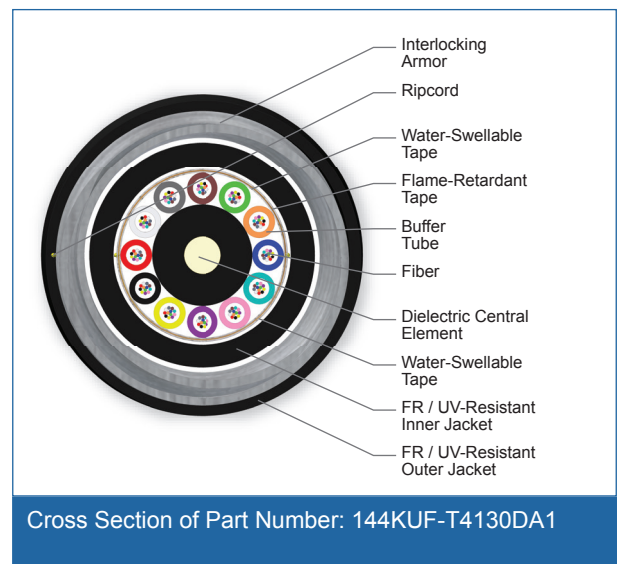 Interlocking
Armor
Ripcord
Water-Swellable
Tape
Flame-Retardant
Tape
Buffer
Tube
Fiber
Dielectric Central
Element
Water-Swellable
Tape
FR / UV-Resistant
Inner Jacket
FR / UV-Resistant
Outer Jacket
Cross Section of Part Number: 144KUF-T4130DA1